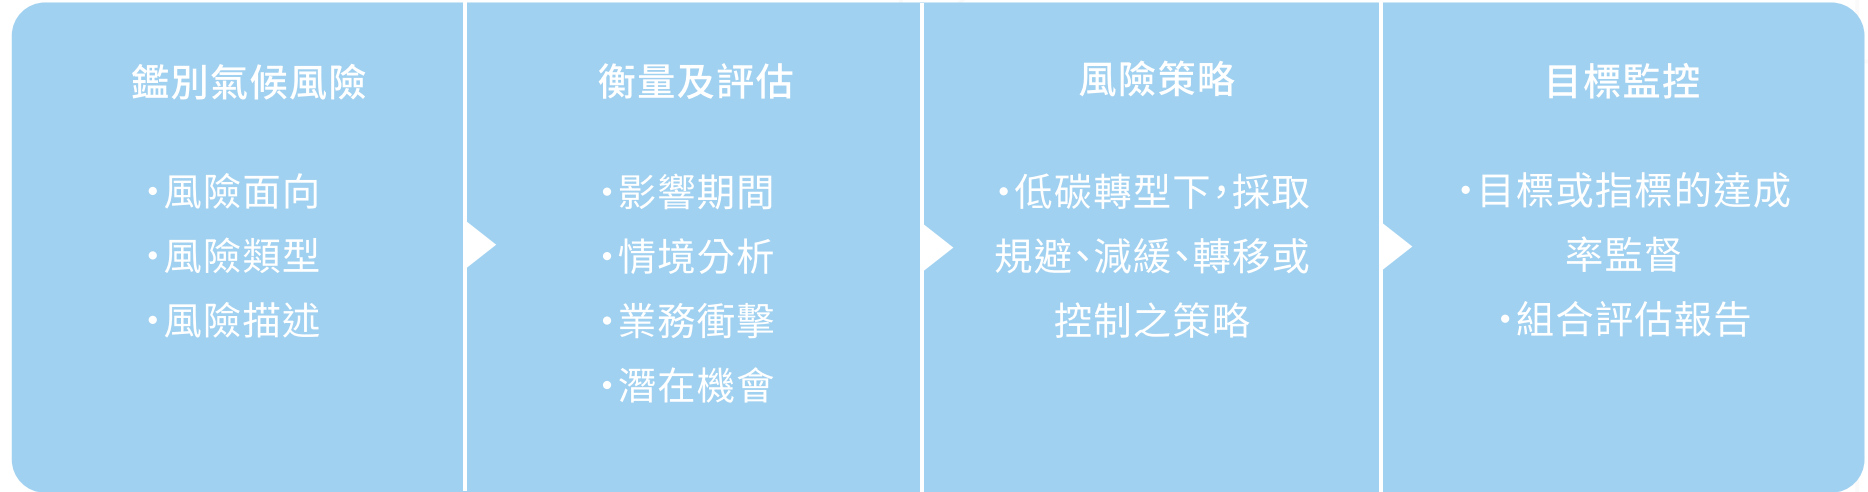 鑑別氣候風險
・風險面向
・風險類型
・風險描述
衡量及評估
・影響期間
・情境分析
・業務衝擊
・潛在機會
風險策略
・低碳轉型下，採取
規避、減緩、轉移或
控制之策略
目標監控
・目標或指標的達成
率監督
・組合評估報告